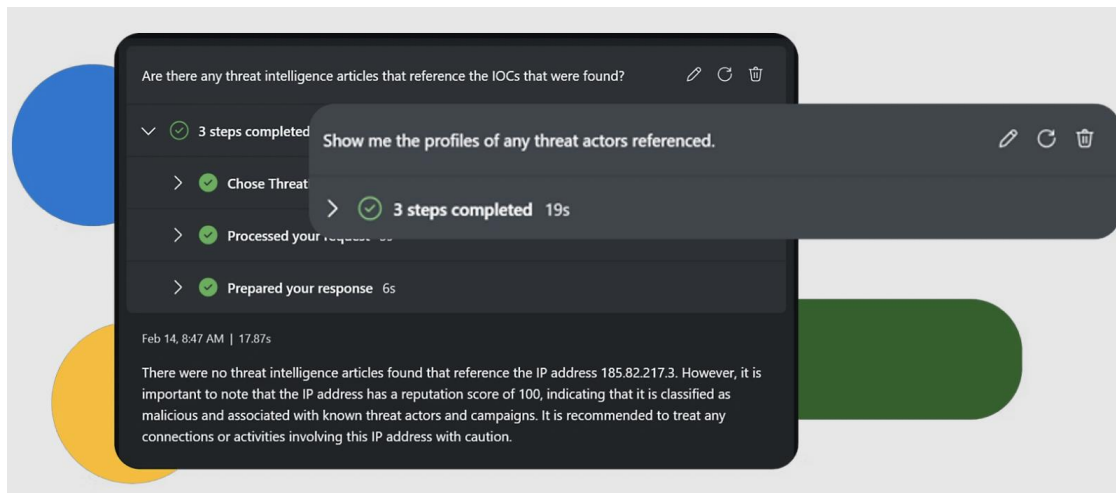 Are there any threat intelligence articles that reference the IOCs that were found?
3 steps completed
Chose Threat
Processed your
Prepared your response 6s
Show me the profiles of any threat actors referenced.
3 steps completed 19s
Feb 14, 8:47 AM | 17.87s
There were no threat intelligence articles found that reference the IP address 185.82.217.3. However, it is
important to note that the IP address has a reputation score of 100, indicating that it is classified as
malicious and associated with known threat actors and campaigns. It is recommended to treat any
connections or activities involving this IP address with caution.